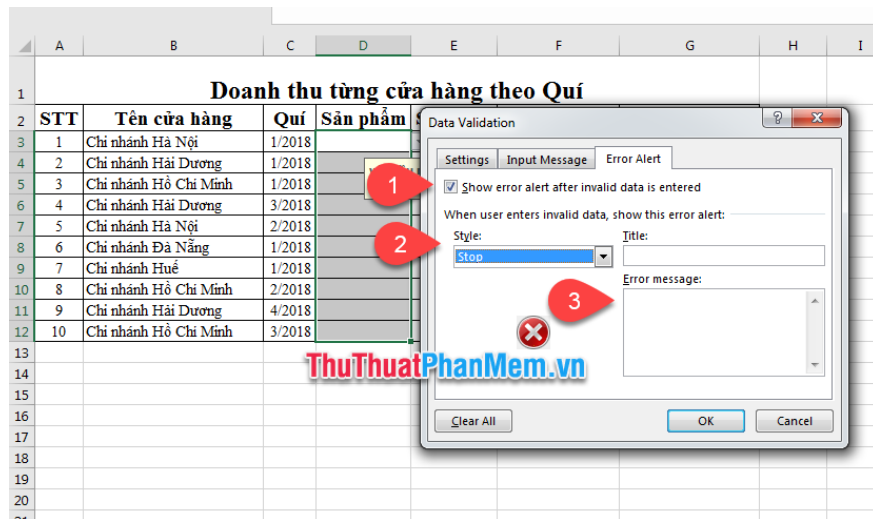 A B C D E F G H I
1 Doanh thu từng cửa hàng theo Quí
2 STT Tên cửa hàng Quí Sản phẩm
3 1 Chi nhánh Hà Nội 1/2018
4 2 Chi nhánh Hải Dương 1/2018
5 3 Chi nhánh Hồ Chí Minh 1/2018
6 4 Chi nhánh Hải Dương 3/2018
7 5 Chi nhánh Hà Nội 2/2018
8 6 Chi nhánh Đà Nẵng 1/2018
9 7 Chi nhánh Huế 1/2018
10 8 Chi nhánh Hồ Chí Minh 2/2018
11 9 Chi nhánh Hải Dương 4/2018
12 10 Chi nhánh Hồ Chí Minh 3/2018
13
14
15
16
17
18
19
20
Data Validation
Settings Input Message Error Alert
1 Show error alert after invalid data is entered
When user enters invalid data, show this error alert:
2 Style: Title:
Stop
3 Error message:
ThuThuatPhanMem.vn
Clear All OK Cancel